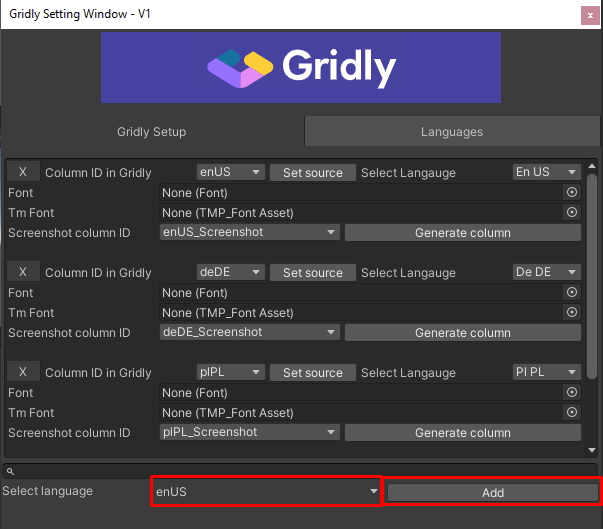 Gridly Setting Window - V1
x
Gridly
Gridly Setup Languages
X Column ID in Gridly enUS Set source Select Langauge En US
Font None (Font)
Tm Font None (TMP_Font Asset)
Screenshot column ID enUS_Screenshot Generate column
X Column ID in Gridly deDE Set source Select Langauge De DE
Font None (Font)
Tm Font None (TMP_Font Asset)
Screenshot column ID deDE_Screenshot Generate column
X Column ID in Gridly plPL Set source Select Langauge Pl PL
Font None (Font)
Tm Font None (TMP_Font Asset)
Screenshot column ID plPL_Screenshot Generate column
Select language enUS Add